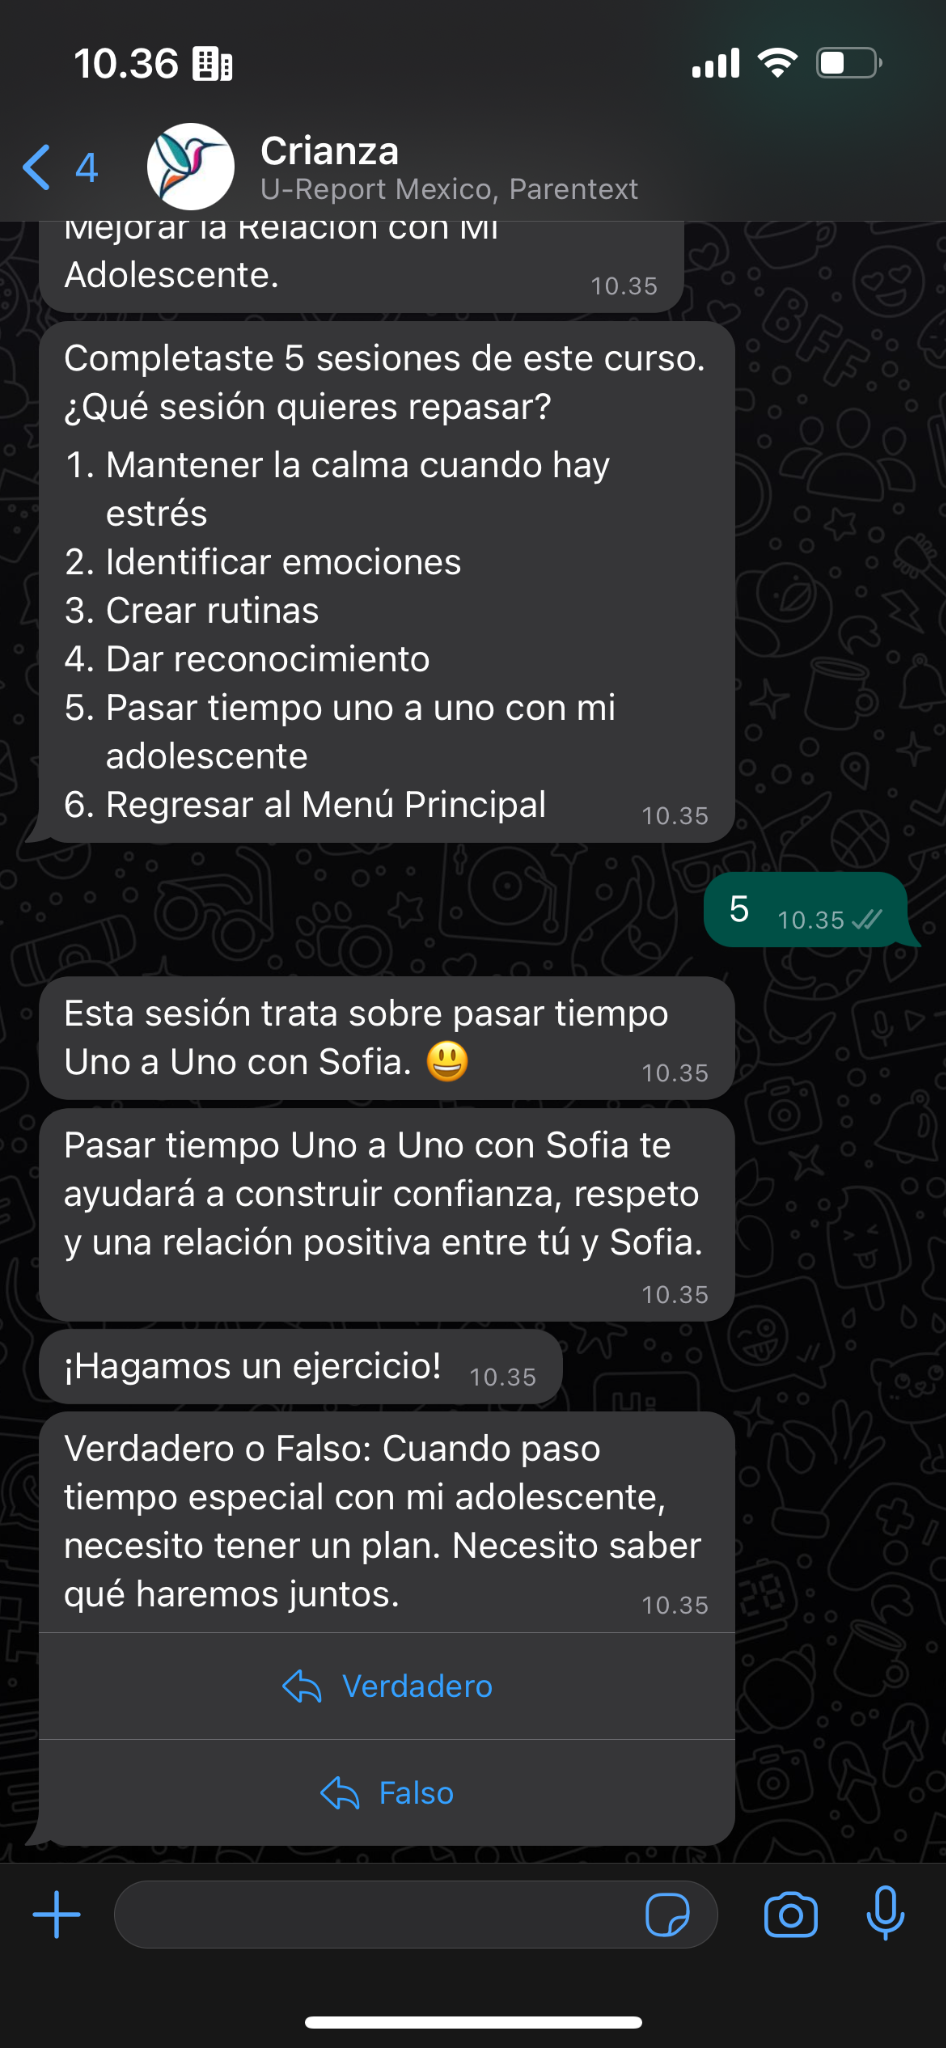 10.36
4
Crianza
U-Report Mexico, Parentext
Mejorar la Relación con Mi
Adolescente.
10.35
Completaste 5 sesiones de este curso.
¿Qué sesión quieres repasar?
1. Mantener la calma cuando hay
estrés
2. Identificar emociones
3. Crear rutinas
4. Dar reconocimiento
5. Pasar tiempo uno a uno con mi
adolescente
6. Regresar al Menú Principal
10.35
5 10.35
Esta sesión trata sobre pasar tiempo
Uno a Uno con Sofia. 😃
10.35
Pasar tiempo Uno a Uno con Sofia te
ayudará a construir confianza, respeto
y una relación positiva entre tú y Sofia.
10.35
¡Hagamos un ejercicio! 10.35
Verdadero o Falso: Cuando paso
tiempo especial con mi adolescente,
necesito tener un plan. Necesito saber
qué haremos juntos.
10.35
Verdadero
Falso